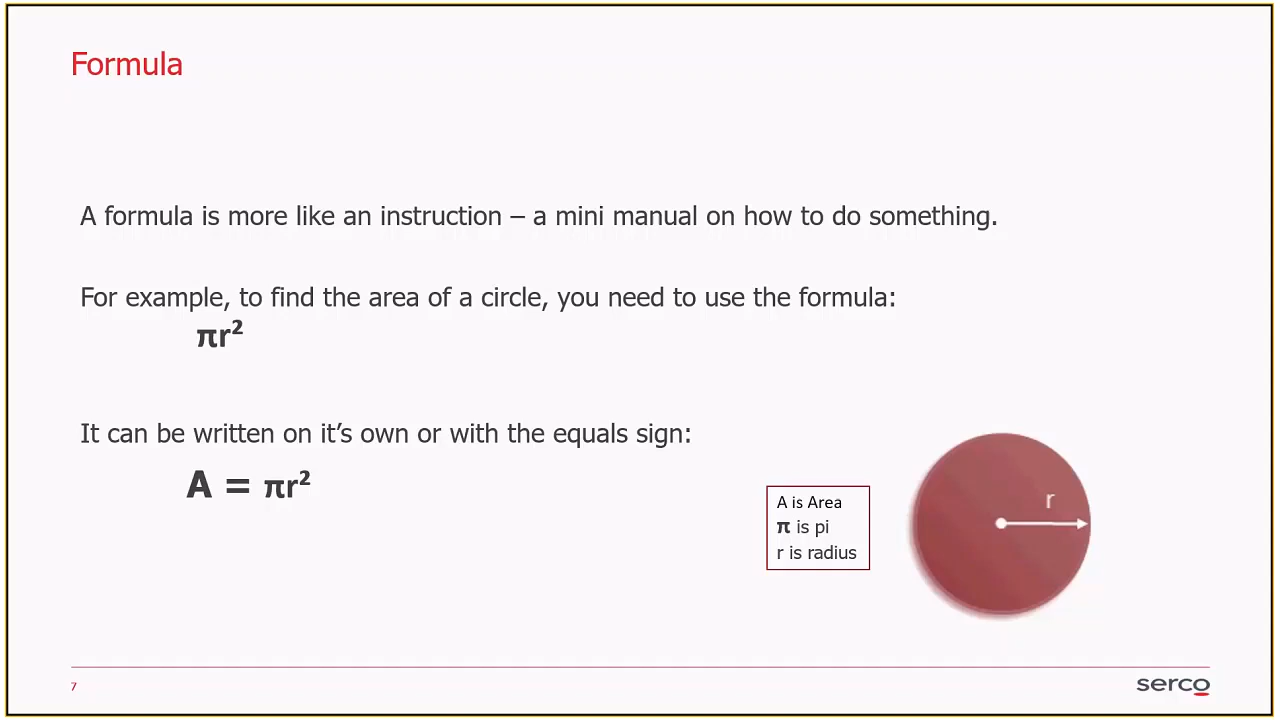 Formula
A formula is more like an instruction – a mini manual on how to do something.
For example, to find the area of a circle, you need to use the formula:
πr²
It can be written on it’s own or with the equals sign:
A = πr²
A is Area
π is pi
r is radius
r
7
serco